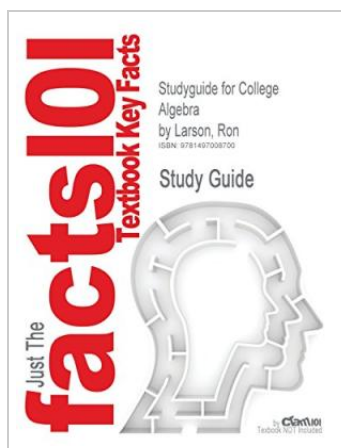 Just The
facts101
Textbook Key Facts
Studyguide for College
Algebra
by Larson, Ron
ISBN: 9781497008700
Study Guide
by Cram101
Textbook NOT Included